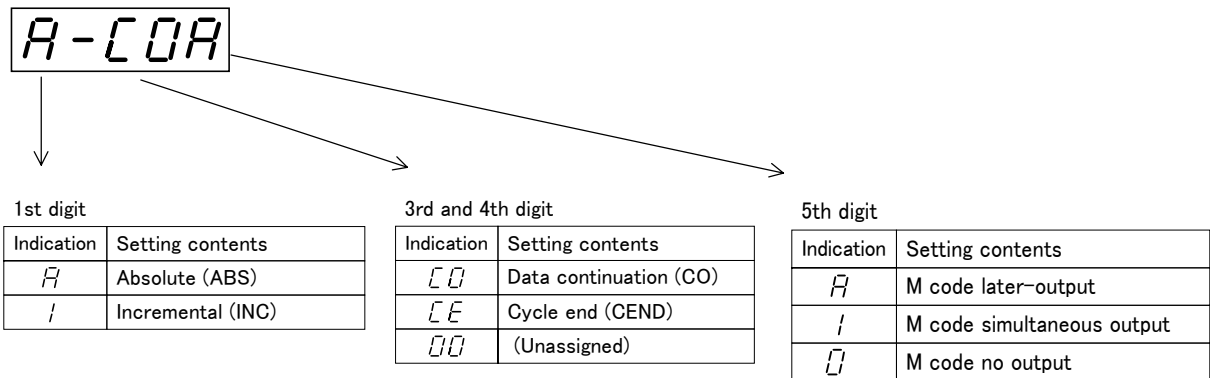 A-COA
1st digit
Indication Setting contents
A Absolute (ABS)
I Incremental (INC)
3rd and 4th digit
Indication Setting contents
CO Data continuation (CO)
CE Cycle end (CEND)
00 (Unassigned)
5th digit
Indication Setting contents
A M code later-output
I M code simultaneous output
0 M code no output